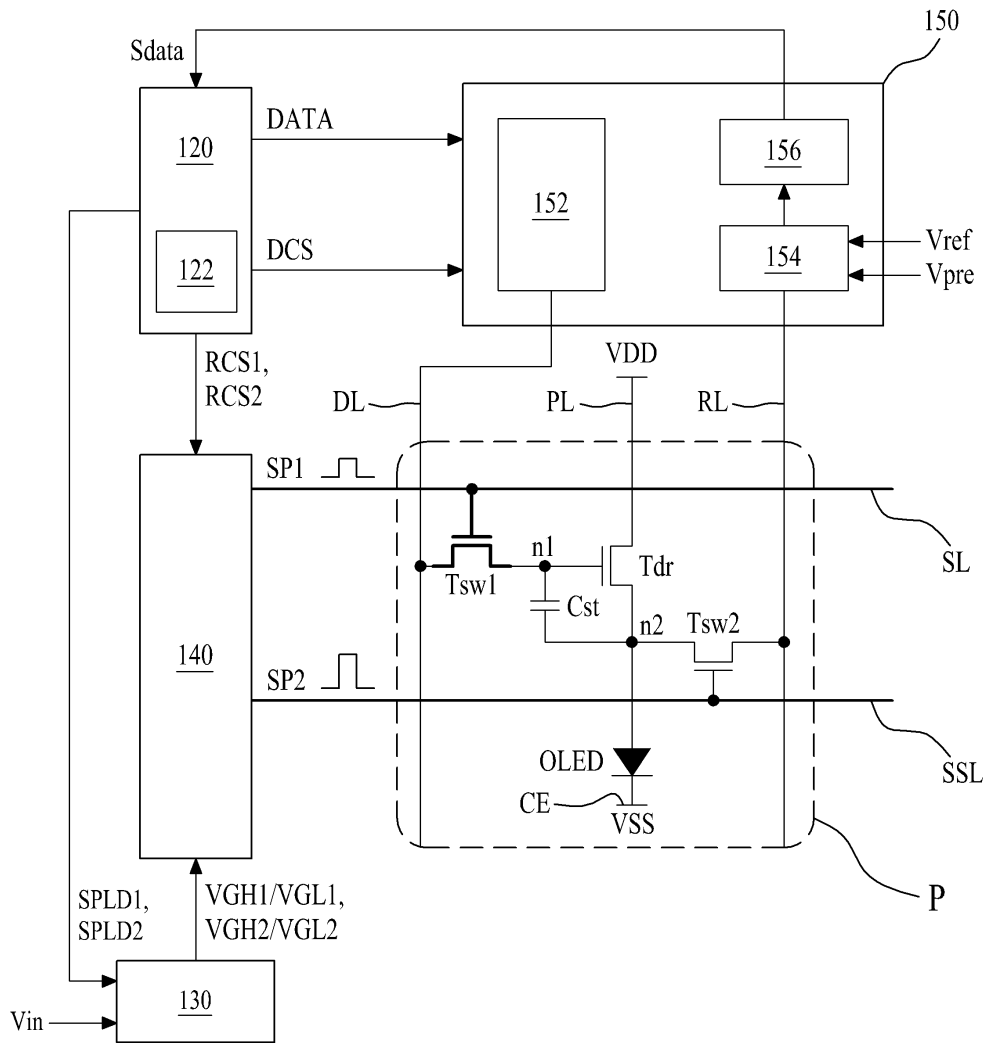 150
Sdata
DATA
120
156
152
DCS
122
154
Vref
Vpre
RCS1,
RCS2
VDD
DL
PL
RL
SP1
SL
n1
Tsw1
Tdr
Cst
n2
Tsw2
140
SP2
OLED
SSL
CE
VSS
SPLD1,
SPLD2
VGH1/VGL1,
VGH2/VGL2
P
130
Vin